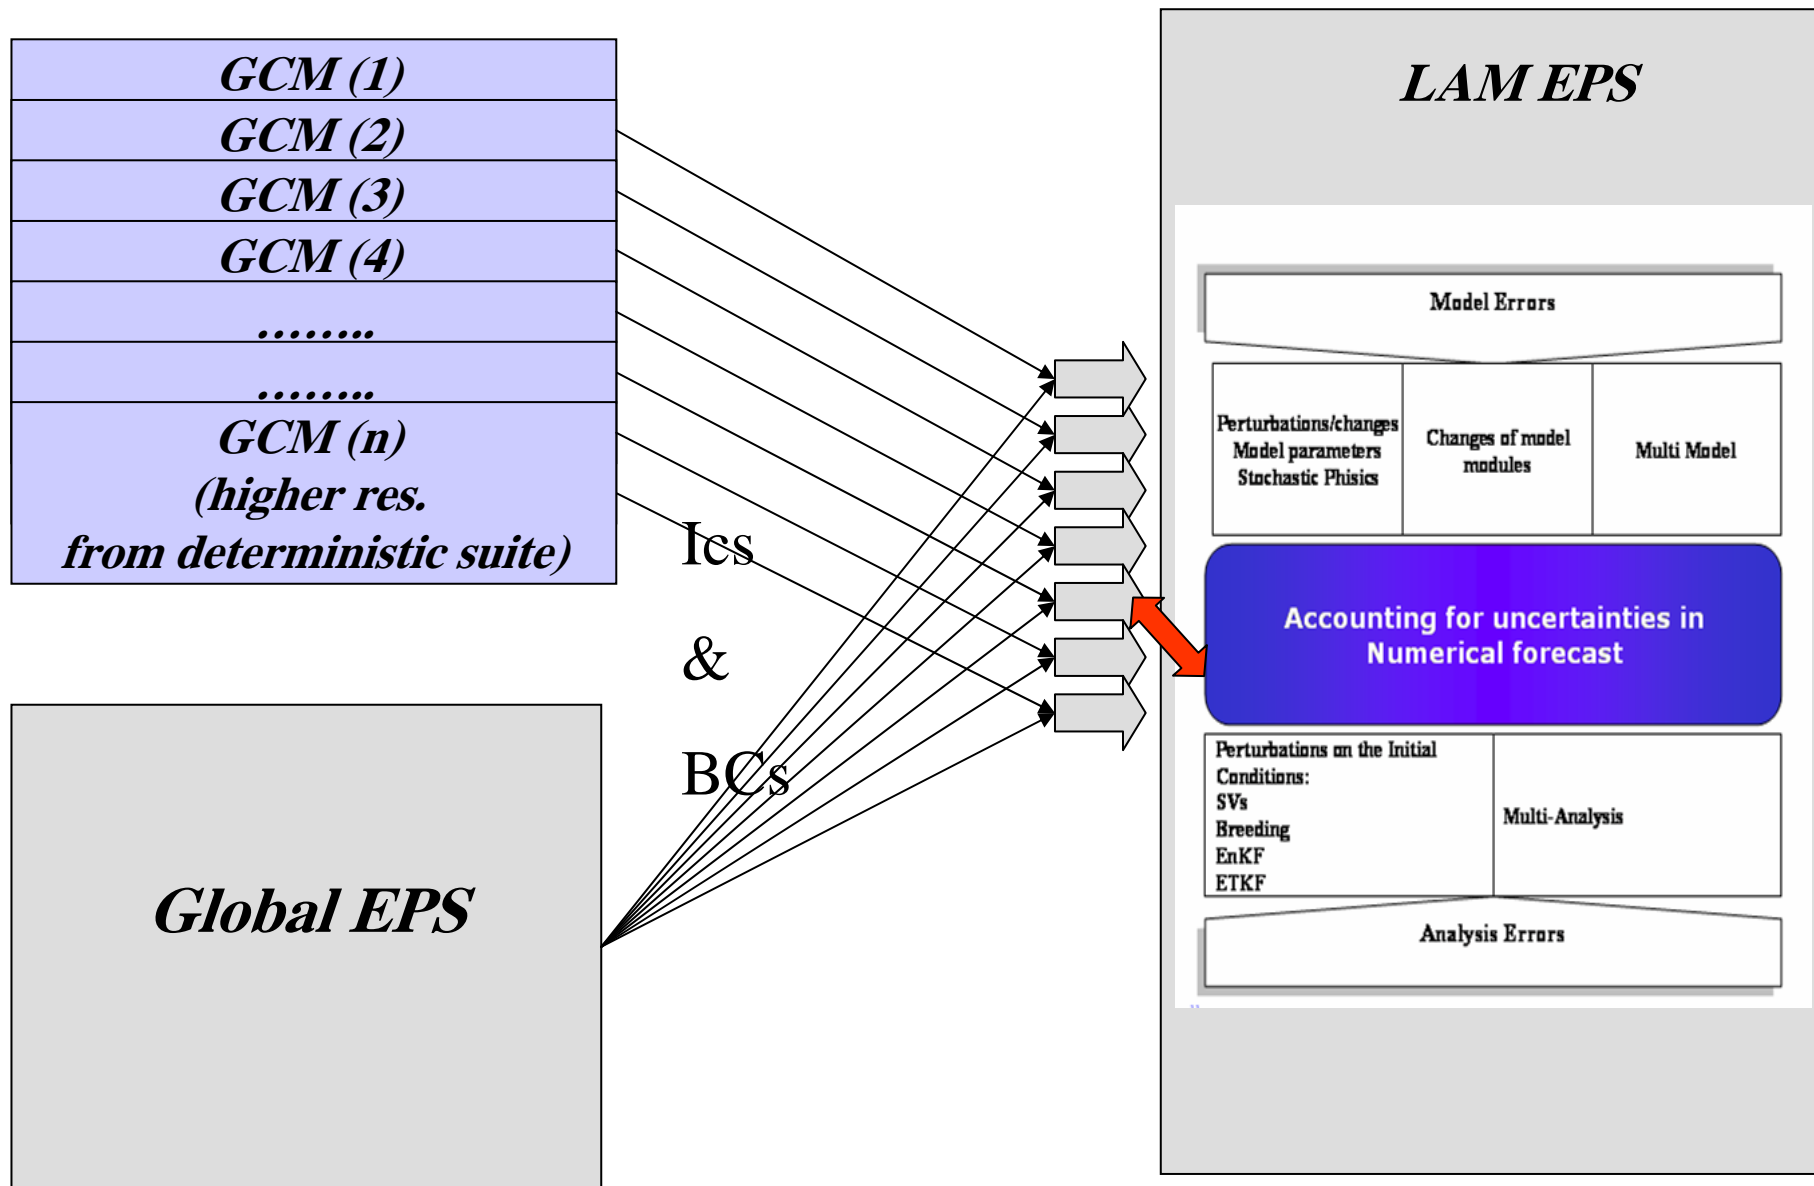 GCM (1)
GCM (2)
GCM (3)
GCM (4)
……..
……..
GCM (n)
(higher res.
from deterministic suite)
Global EPS
Ics
&
BCs
LAM EPS
Model Errors
Perturbations/changes
Model parameters
Stochastic Phisics
Changes of model
modules
Multi Model
Accounting for uncertainties in
Numerical forecast
Perturbations on the Initial
Conditions:
SVs
Breeding
EnKF
ETKF
Multi-Analysis
Analysis Errors